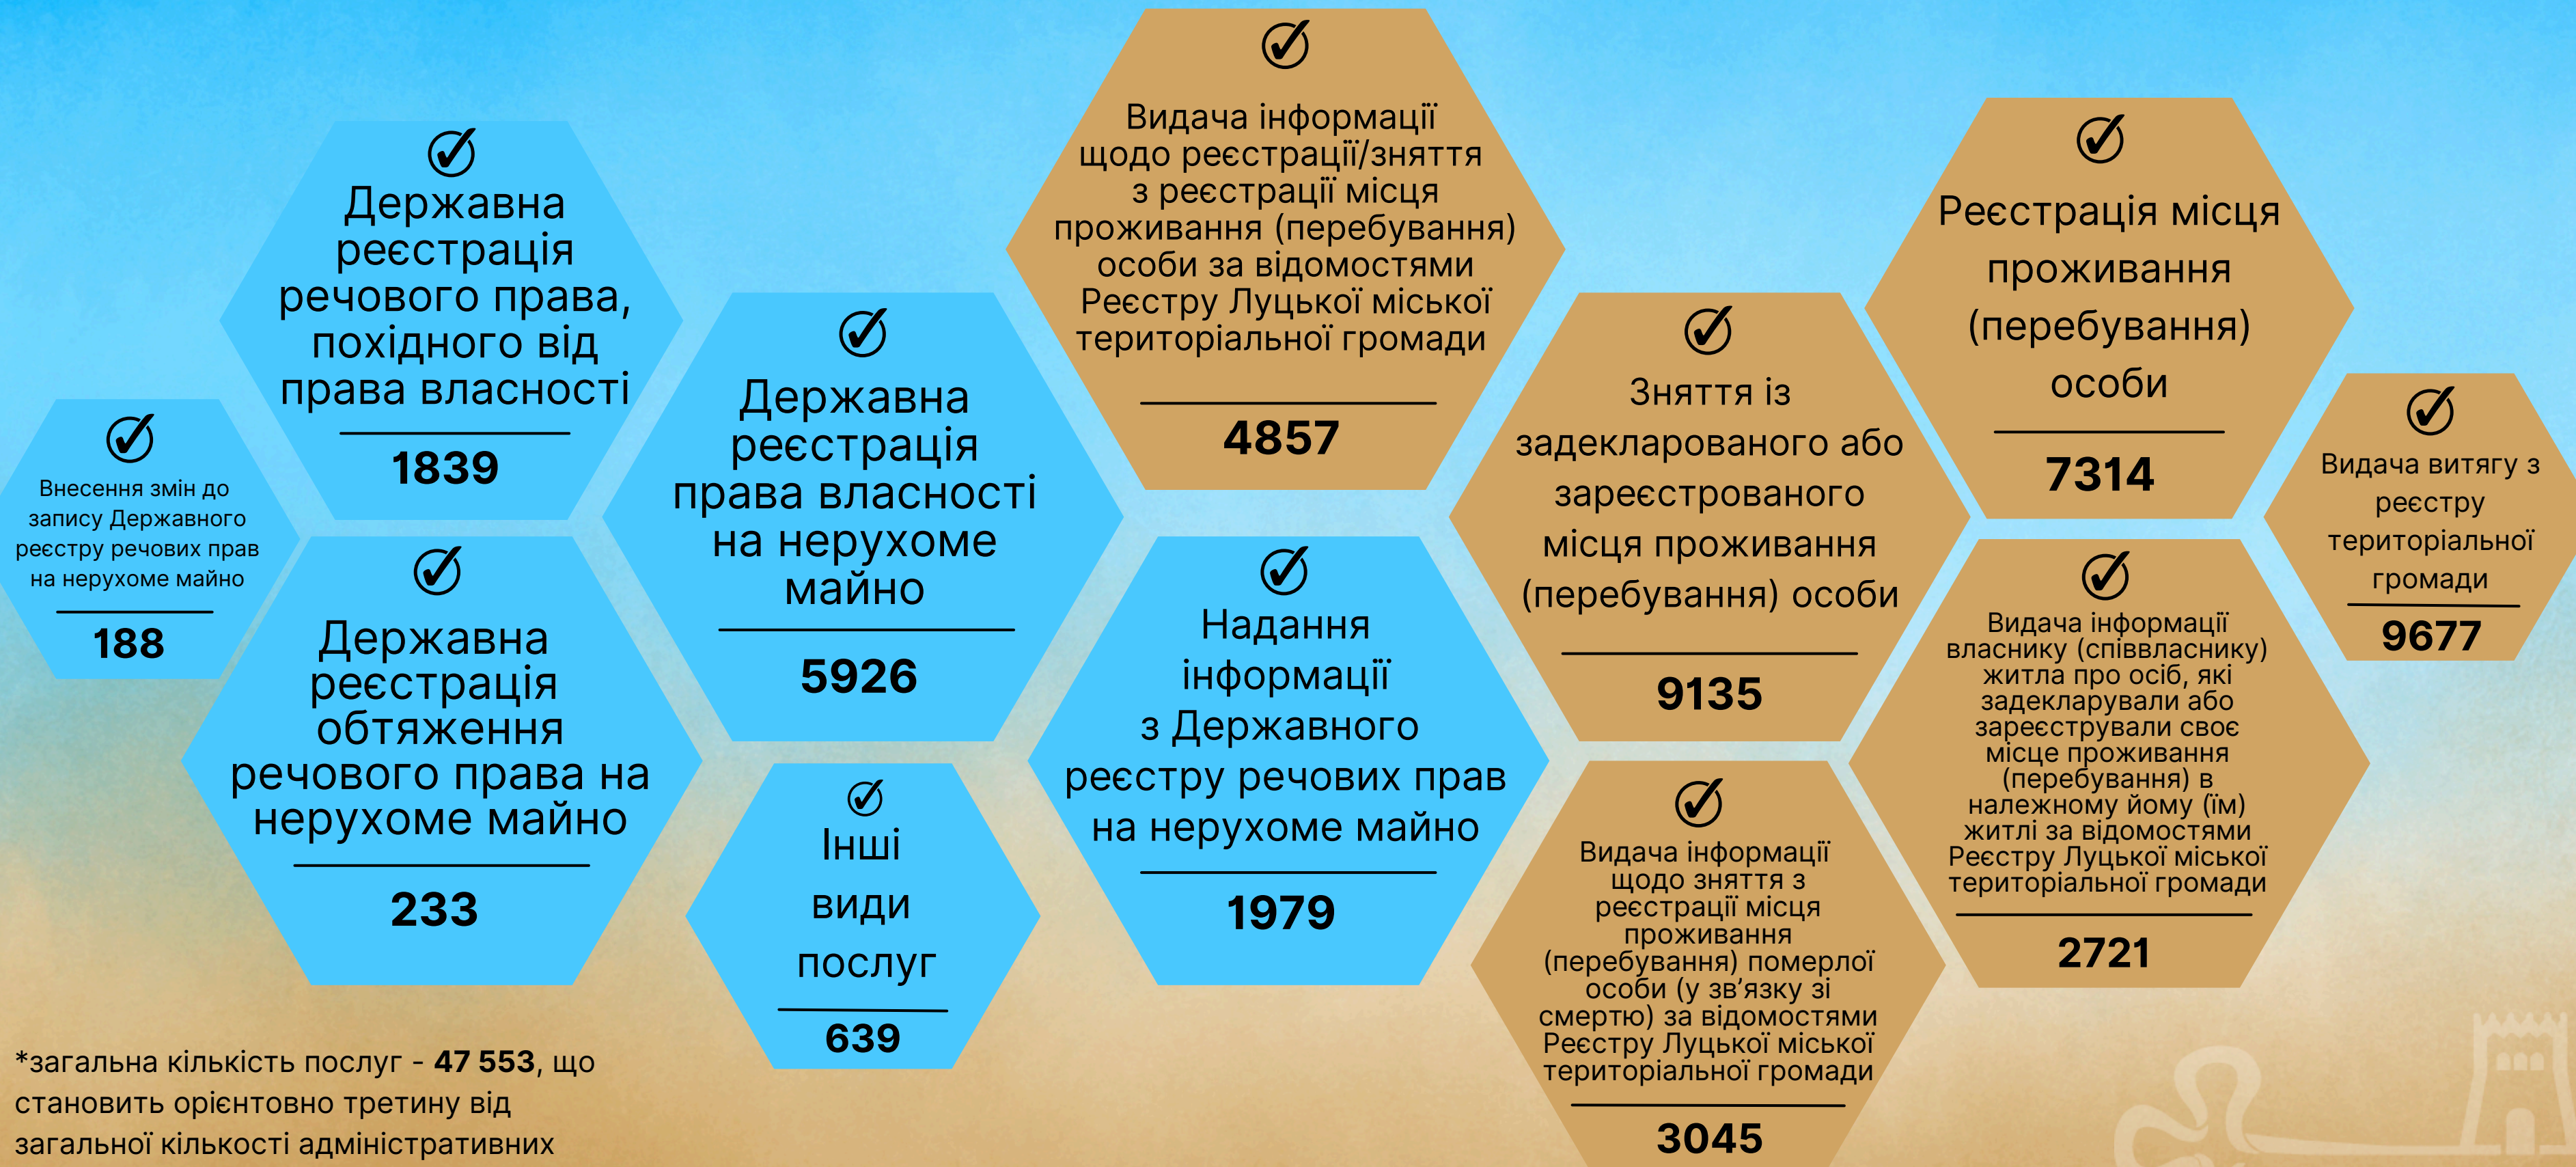 Внесення змін до
запису Державного
реєстру речових прав
на нерухоме майно
188
Державна
реєстрація
речового права,
похідного від
права власності
1839
Державна
реєстрація
обтяження
речового права на
нерухоме майно
233
Державна
реєстрація
права власності
на нерухоме
майно
5926
Інші
види
послуг
639
Видача інформації
щодо реєстрації/зняття
з реєстрації місця
проживання (перебування)
особи за відомостями
Реєстру Луцької міської
територіальної громади
4857
Надання
інформації
з Державного
реєстру речових прав
на нерухоме майно
1979
Зняття із
задекларованого або
зареєстрованого
місця проживання
(перебування) особи
9135
Видача інформації
щодо зняття з
реєстрації місця
проживання
(перебування) померлої
особи (у зв’язку зі
смертю) за відомостями
Реєстру Луцької міської
територіальної громади
3045
Реєстрація місця
проживання
(перебування)
особи
7314
Видача інформації
власнику (співвласнику)
житла про осіб, які
задекларували або
зареєстрували своє
місце проживання
(перебування) в
належному йому (їм)
житлі за відомостями
Реєстру Луцької міської
територіальної громади
2721
Видача витягу з
реєстру
територіальної
громади
9677
*загальна кількість послуг - 47 553, що
становить орієнтовно третину від
загальної кількості адміністративних